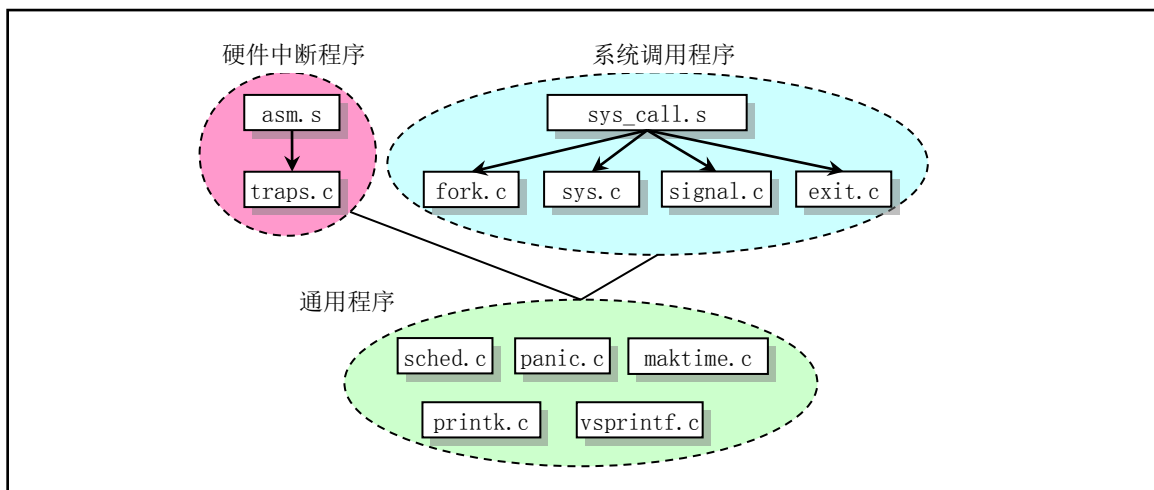 硬件中断程序
系统调用程序
asm.s
sys_call.s
traps.c
fork.c
sys.c
signal.c
exit.c
通用程序
sched.c
panic.c
maktime.c
printk.c
vsprintf.c